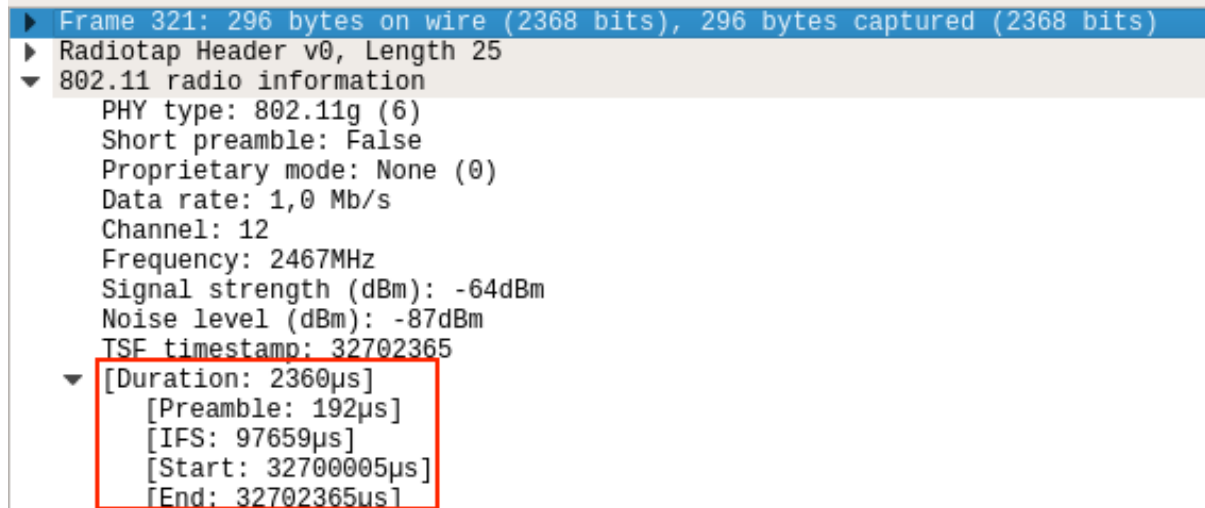 Frame 321: 296 bytes on wire (2368 bits), 296 bytes captured (2368 bits)
Radiotap Header v0, Length 25
802.11 radio information
PHY type: 802.11g (6)
Short preamble: False
Proprietary mode: None (0)
Data rate: 1,0 Mb/s
Channel: 12
Frequency: 2467MHz
Signal strength (dBm): -64dBm
Noise level (dBm): -87dBm
TSF timestamp: 32702365
[Duration: 2360µs]
[Preamble: 192µs]
[IFS: 97659µs]
[Start: 32700005µs]
[End: 32702365µs]